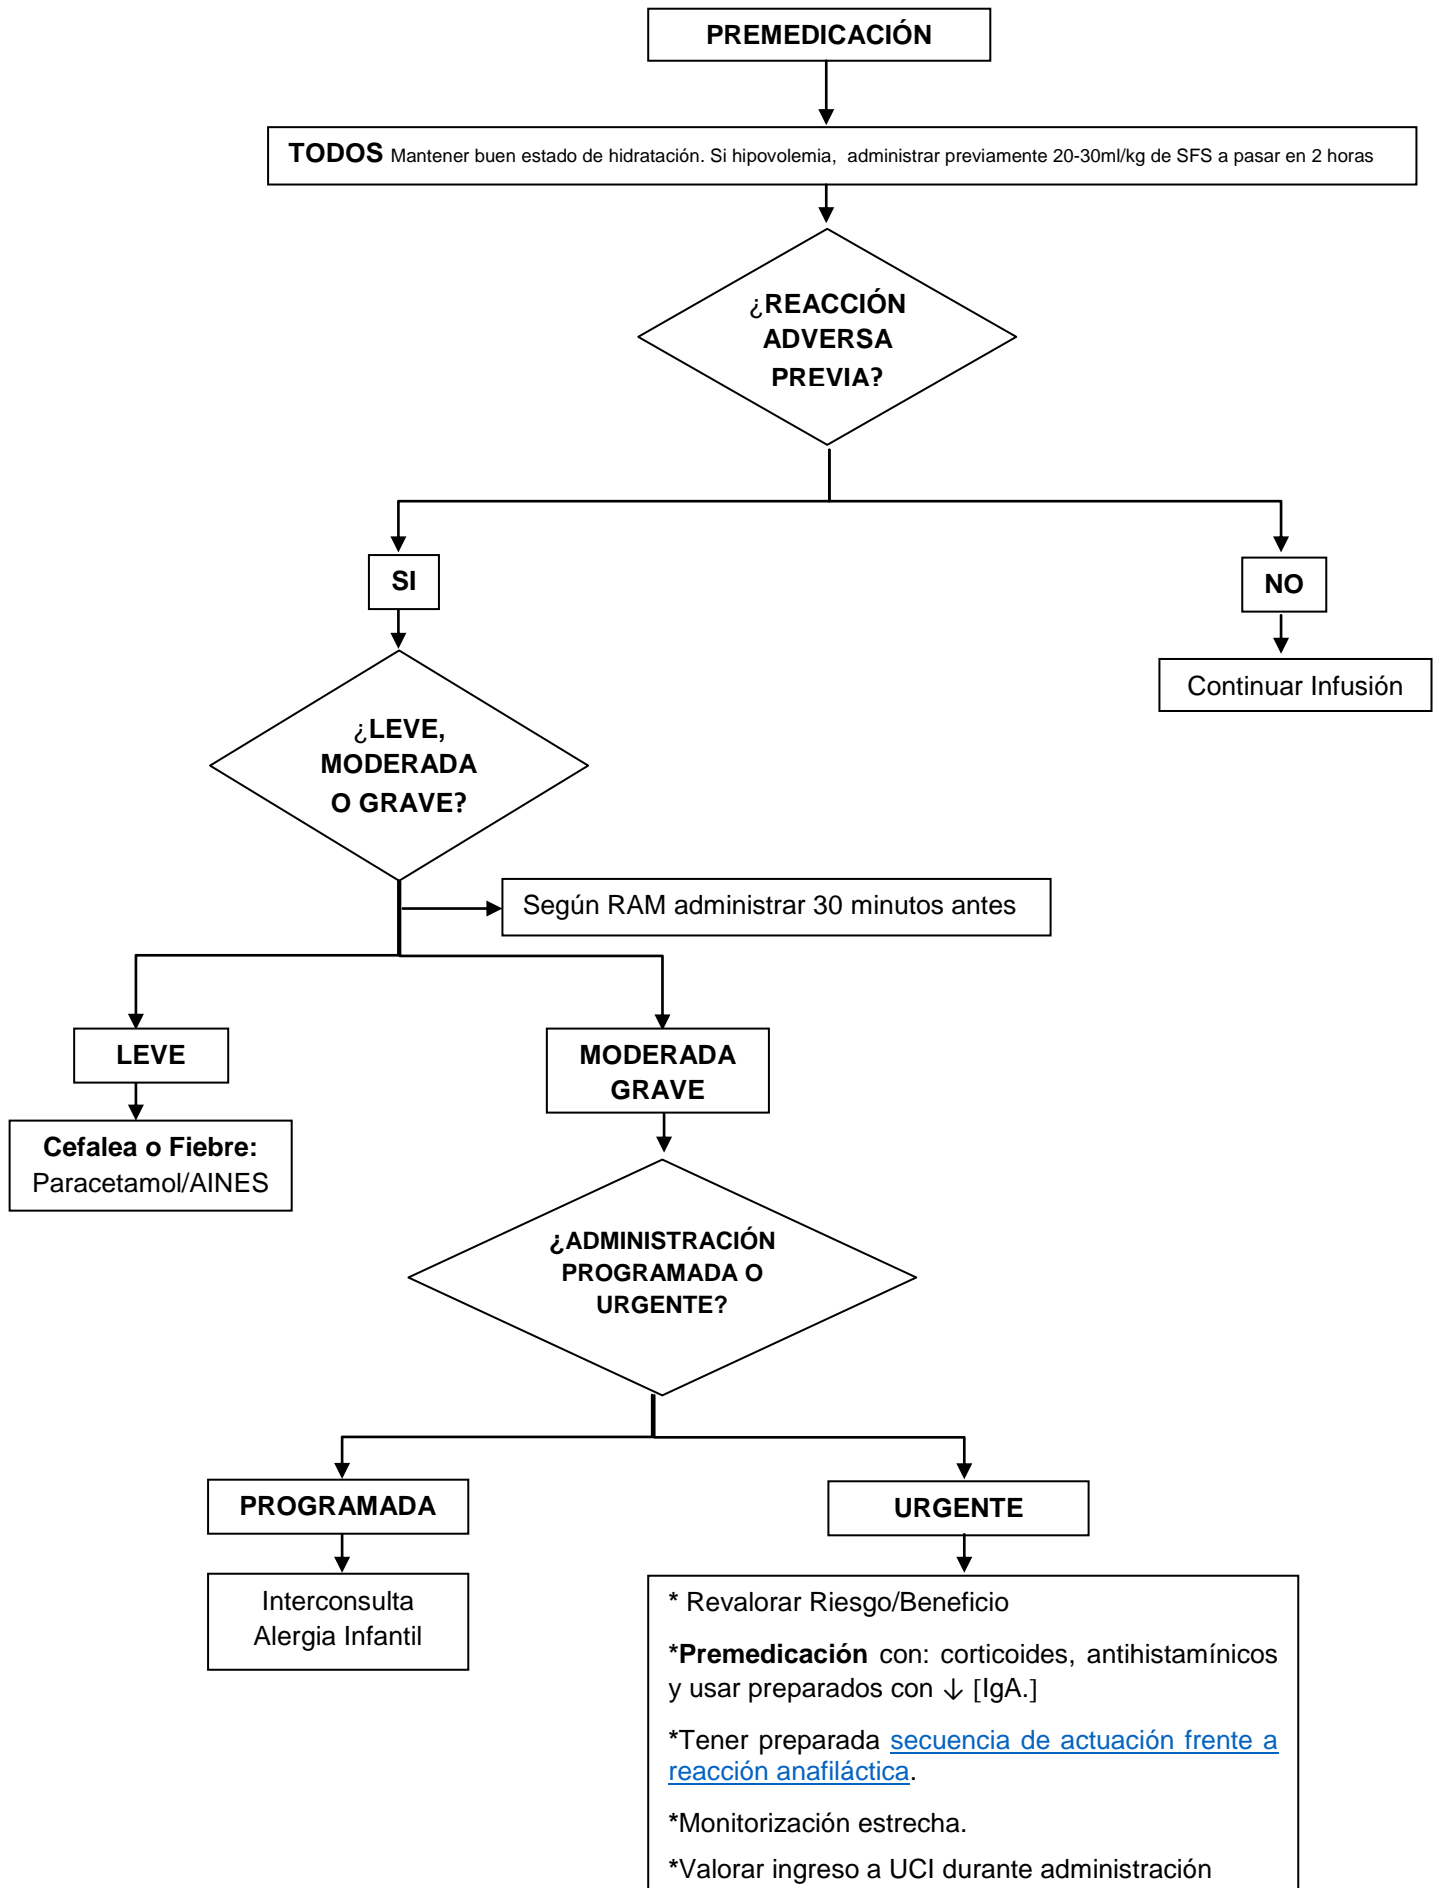 PREMEDICACIÓN
TODOS Mantener buen estado de hidratación. Si hipovolemia, administrar previamente 20-30ml/kg de SFS a pasar en 2 horas
¿REACCIÓN
ADVERSA
PREVIA?
SI
NO
Continuar Infusión
¿LEVE,
MODERADA
O GRAVE?
Según RAM administrar 30 minutos antes
LEVE
MODERADA
GRAVE
Cefalea o Fiebre:
Paracetamol/AINES
¿ADMINISTRACIÓN
PROGRAMADA O
URGENTE?
PROGRAMADA
URGENTE
Interconsulta
Alergia Infantil
* Revalorar Riesgo/Beneficio
*Premedicación con: corticoides, antihistamínicos
y usar preparados con ↓ [IgA.]
*Tener preparada secuencia de actuación frente a
reacción anafiláctica.
*Monitorización estrecha.
*Valorar ingreso a UCI durante administración